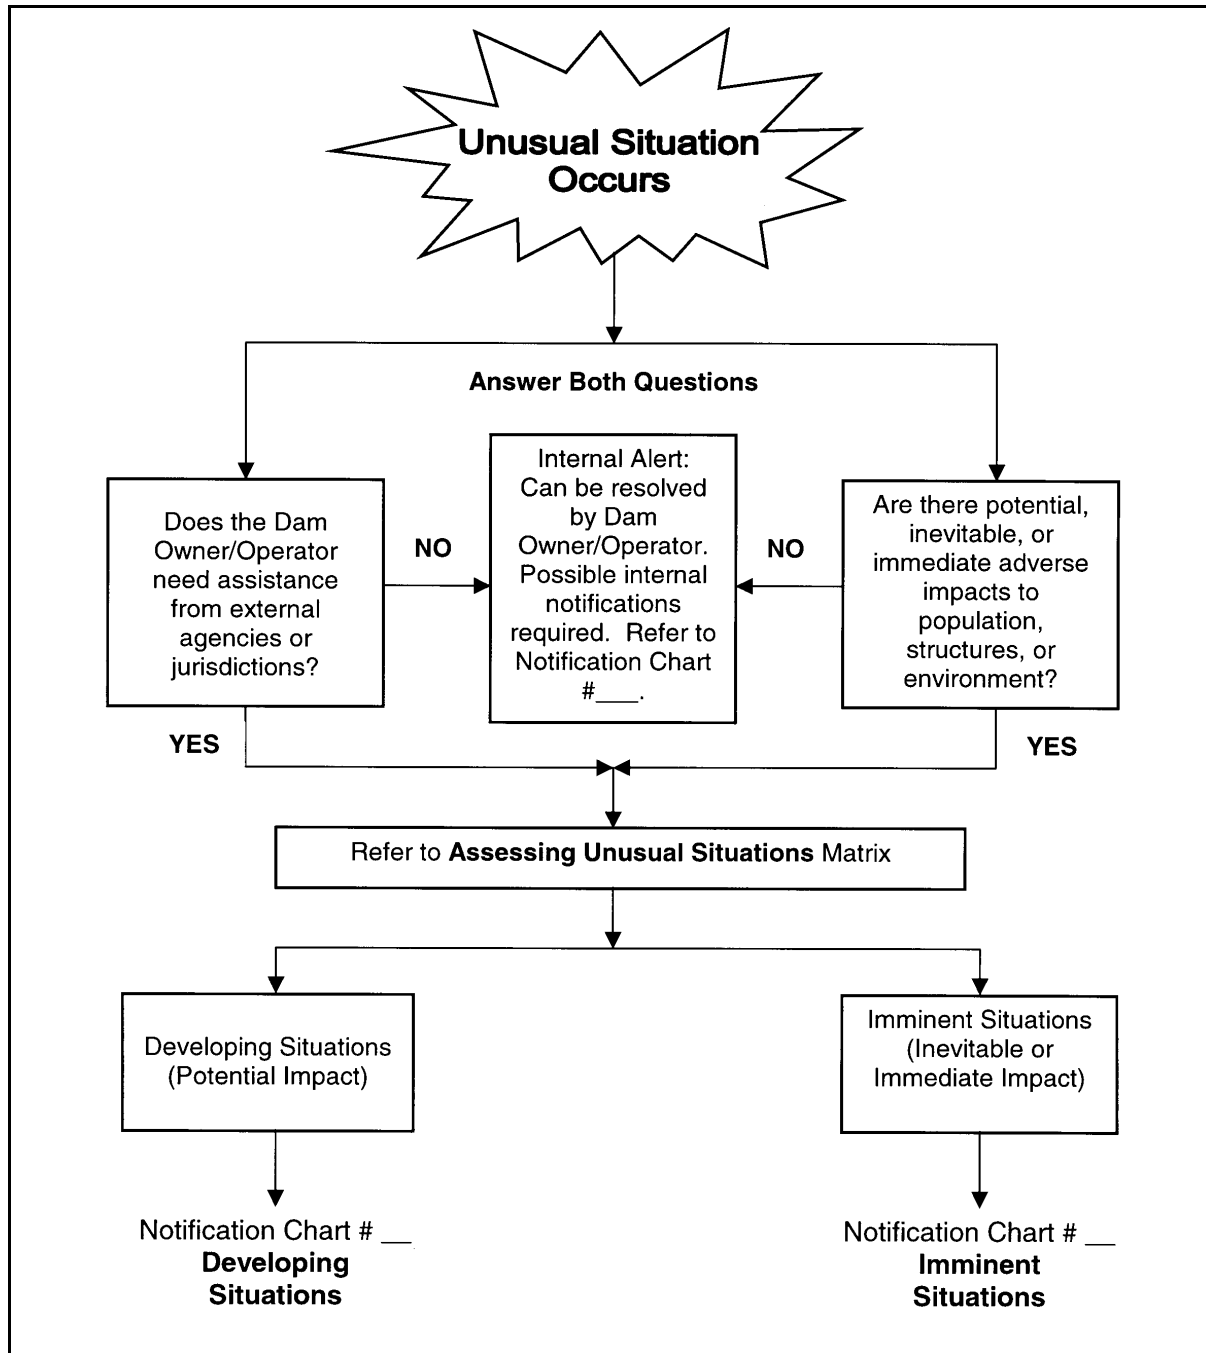 Unusual Situation
Occurs
Answer Both Questions
Does the Dam
Owner/Operator
need assistance
from external
agencies or
jurisdictions?
NO
Internal Alert:
Can be resolved
by Dam
Owner/Operator.
Possible internal
notifications
required. Refer to
Notification Chart
#___.
NO
Are there potential,
inevitable, or
immediate adverse
impacts to
population,
structures, or
environment?
YES
YES
Refer to Assessing Unusual Situations Matrix
Developing Situations
(Potential Impact)
Imminent Situations
(Inevitable or
Immediate Impact)
Notification Chart # __
Developing
Situations
Notification Chart # __
Imminent
Situations